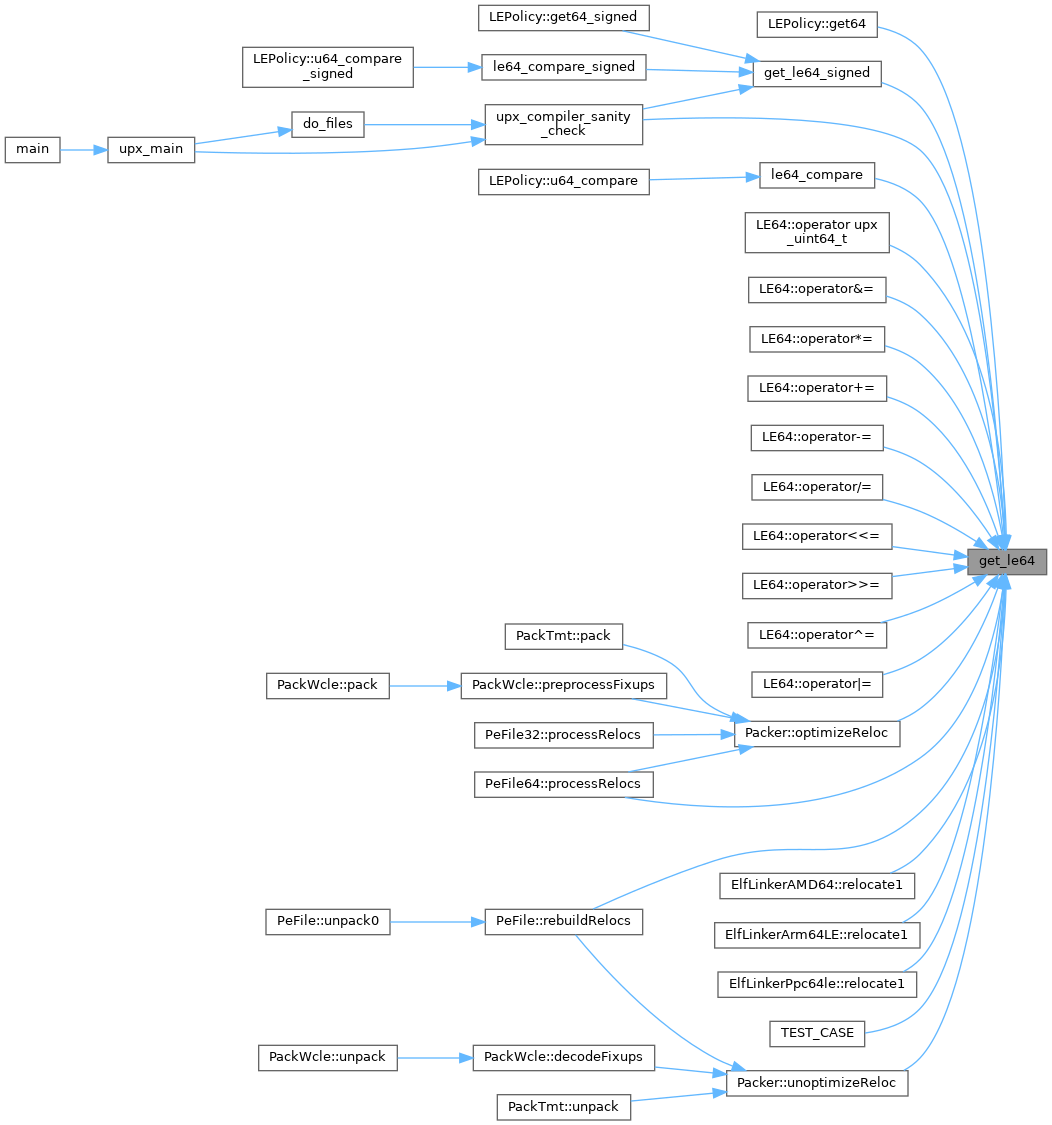 LEPolicy::get64_signed
LEPolicy::get64
LEPolicy::u64_compare
_signed
le64_compare_signed
get_le64_signed
main
upx_main
do_files
upx_compiler_sanity
_check
LEPolicy::u64_compare
le64_compare
LE64::operator upx
_uint64_t
LE64::operator&=
LE64::operator*=
LE64::operator+=
LE64::operator-=
LE64::operator/=
LE64::operator<<=
get_le64
LE64::operator>>=
LE64::operator^=
LE64::operator|=
PackTmt::pack
PackWcle::pack
PackWcle::preprocessFixups
PeFile32::processRelocs
Packer::optimizeReloc
PeFile64::processRelocs
ElfLinkerAMD64::relocate1
PeFile::unpack0
PeFile::rebuildRelocs
ElfLinkerArm64LE::relocate1
ElfLinkerPpc64le::relocate1
TEST_CASE
PackWcle::unpack
PackWcle::decodeFixups
Packer::unoptimizeReloc
PackTmt::unpack